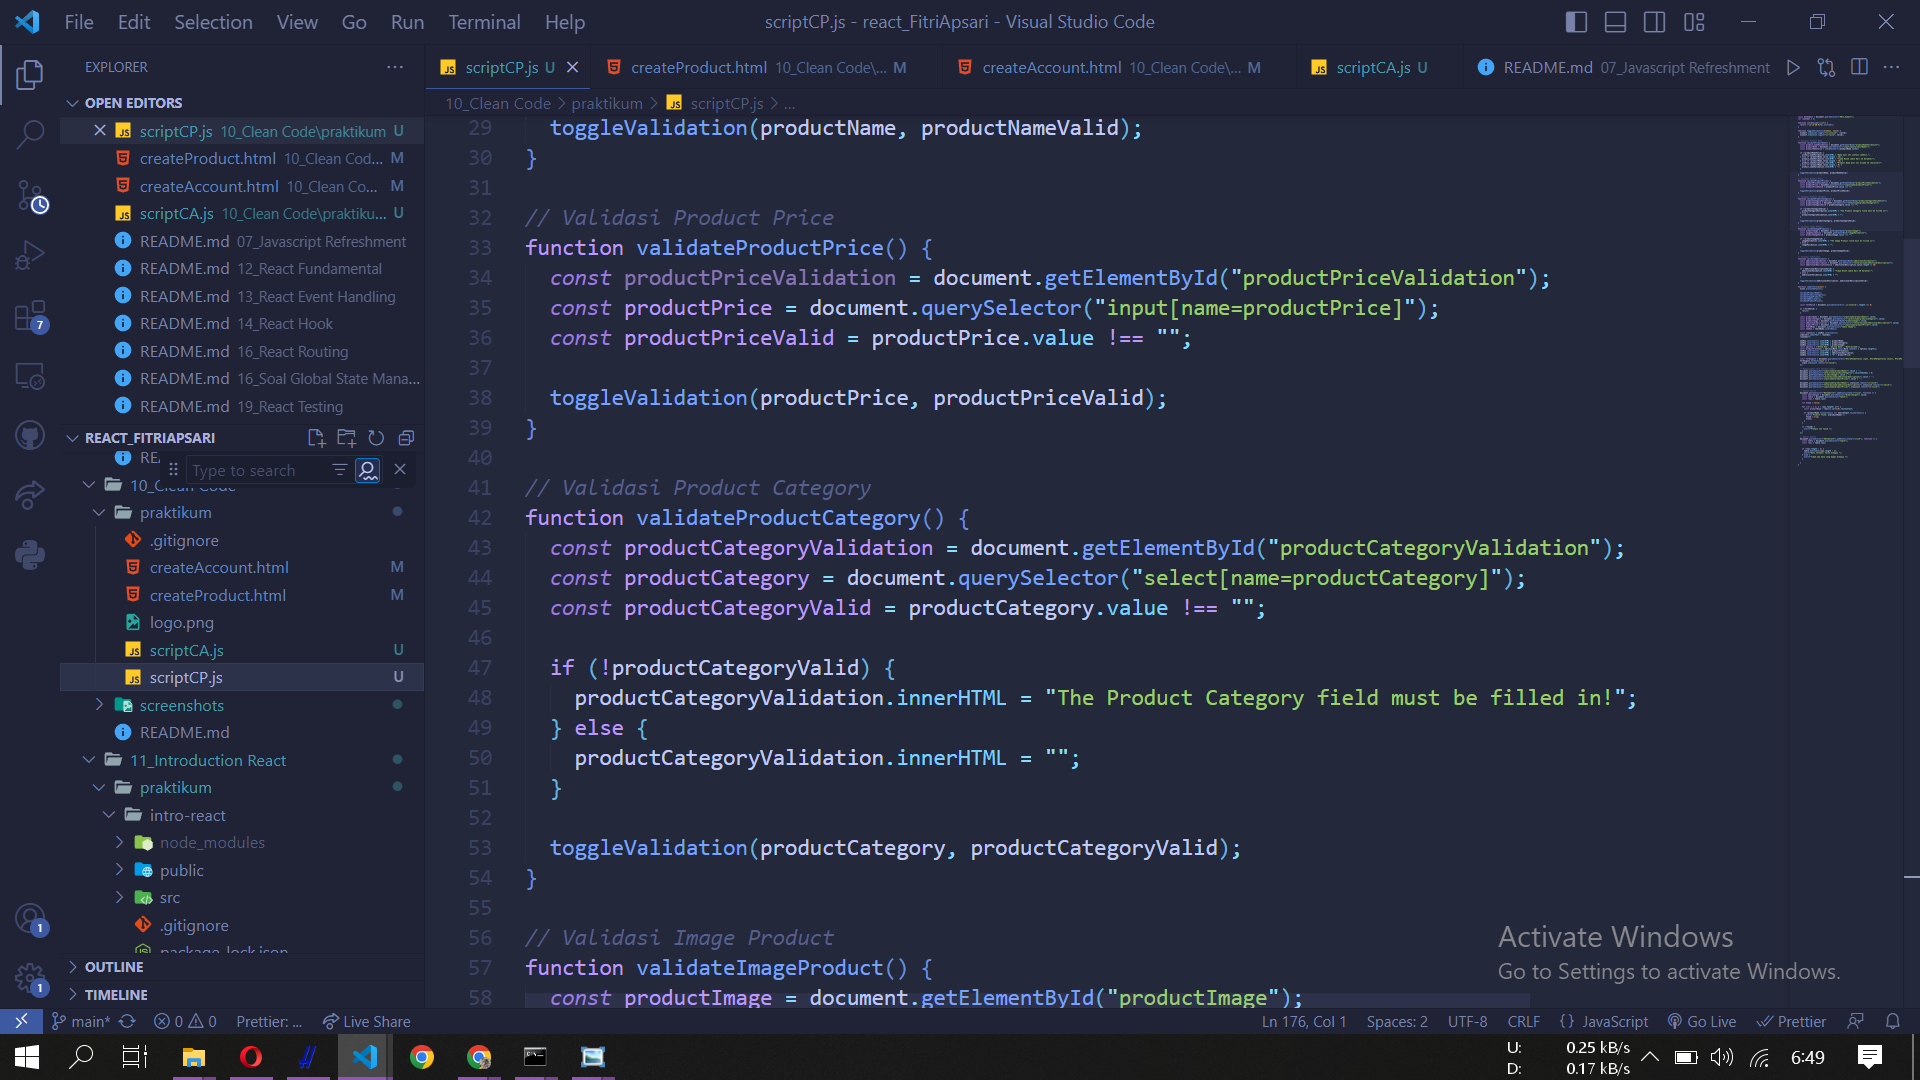 File Edit Selection View Go Run Terminal Help
scriptCP.js - react_FitriApsari - Visual Studio Code
EXPLORER
OPEN EDITORS
scriptCP.js 10_Clean Code\praktikum U
createProduct.html 10_Clean Cod... M
createAccount.html 10_Clean Co... M
scriptCA.js 10_Clean Code\praktiku... U
README.md 07_Javascript Refreshment
README.md 12_React Fundamental
README.md 13_React Event Handling
README.md 14_React Hook
README.md 16_React Routing
README.md 16_Soal Global State Mana...
README.md 19_React Testing
REACT_FITRIAPSARI
Type to search
10_Clean Code
praktikum
.gitignore
createAccount.html M
createProduct.html M
logo.png
scriptCA.js U
scriptCP.js U
screenshots
README.md
11_Introduction React
praktikum
intro-react
node_modules
public
src
.gitignore
package-lock.json
OUTLINE
TIMELINE
7
1
1
scriptCP.js U
createProduct.html 10_Clean Code\... M
createAccount.html 10_Clean Code\... M
scriptCA.js U
README.md 07_Javascript Refreshment
10_Clean Code > praktikum > scriptCP.js > ...
29 toggleValidation(productName, productNameValid);
30 }
31
32 // Validasi Product Price
33 function validateProductPrice() {
34 const productPriceValidation = document.getElementById("productPriceValidation");
35 const productPrice = document.querySelector("input[name=productPrice]");
36 const productPriceValid = productPrice.value !== "";
37
38 toggleValidation(productPrice, productPriceValid);
39 }
40
41 // Validasi Product Category
42 function validateProductCategory() {
43 const productCategoryValidation = document.getElementById("productCategoryValidation");
44 const productCategory = document.querySelector("select[name=productCategory]");
45 const productCategoryValid = productCategory.value !== "";
46
47 if (!productCategoryValid) {
48 productCategoryValidation.innerHTML = "The Product Category field must be filled in!";
49 } else {
50 productCategoryValidation.innerHTML = "";
51 }
52
53 toggleValidation(productCategory, productCategoryValid);
54 }
55
56 // Validasi Image Product
57 function validateImageProduct() {
58 const productImage = document.getElementById("productImage");
Activate Windows
Go to Settings to activate Windows.
main* 0 0 Prettier: ... Live Share
Ln 176, Col 1 Spaces: 2 UTF-8 CRLF {} JavaScript Go Live Prettier
U: 0.25 kB/s
D: 0.17 kB/s
6:49